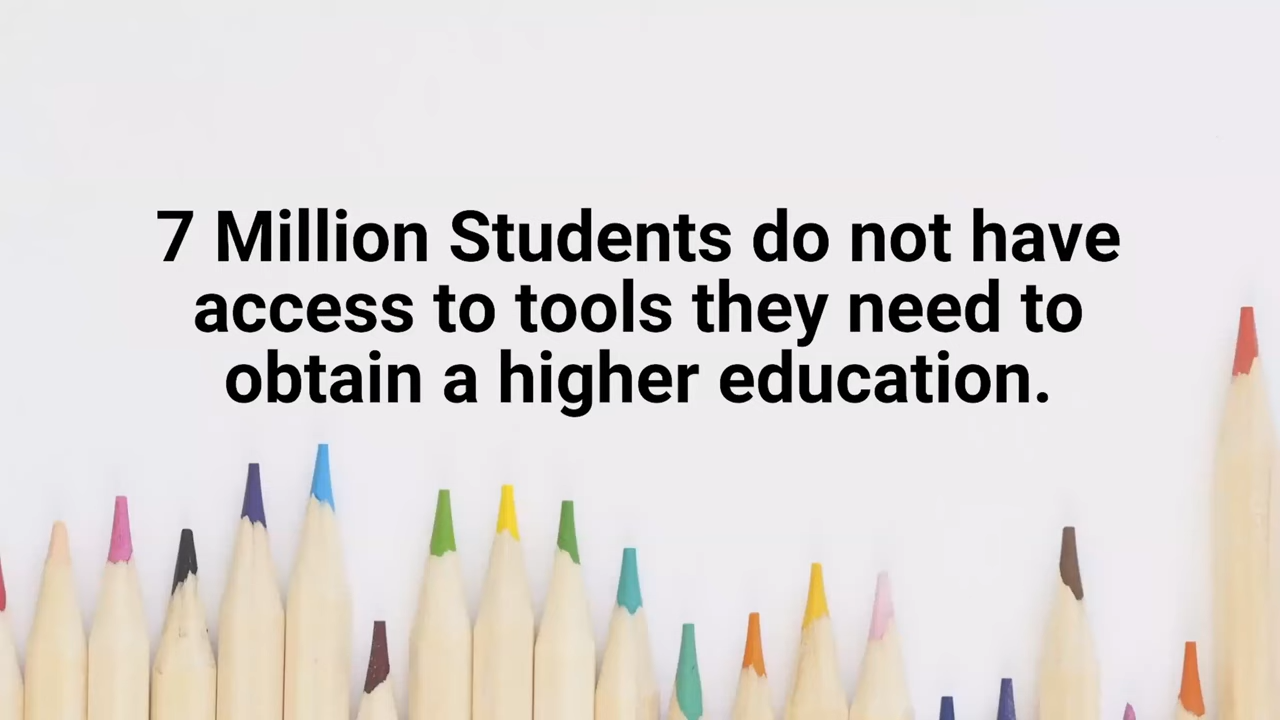 7 Million Students do not have
access to tools they need to
obtain a higher education.